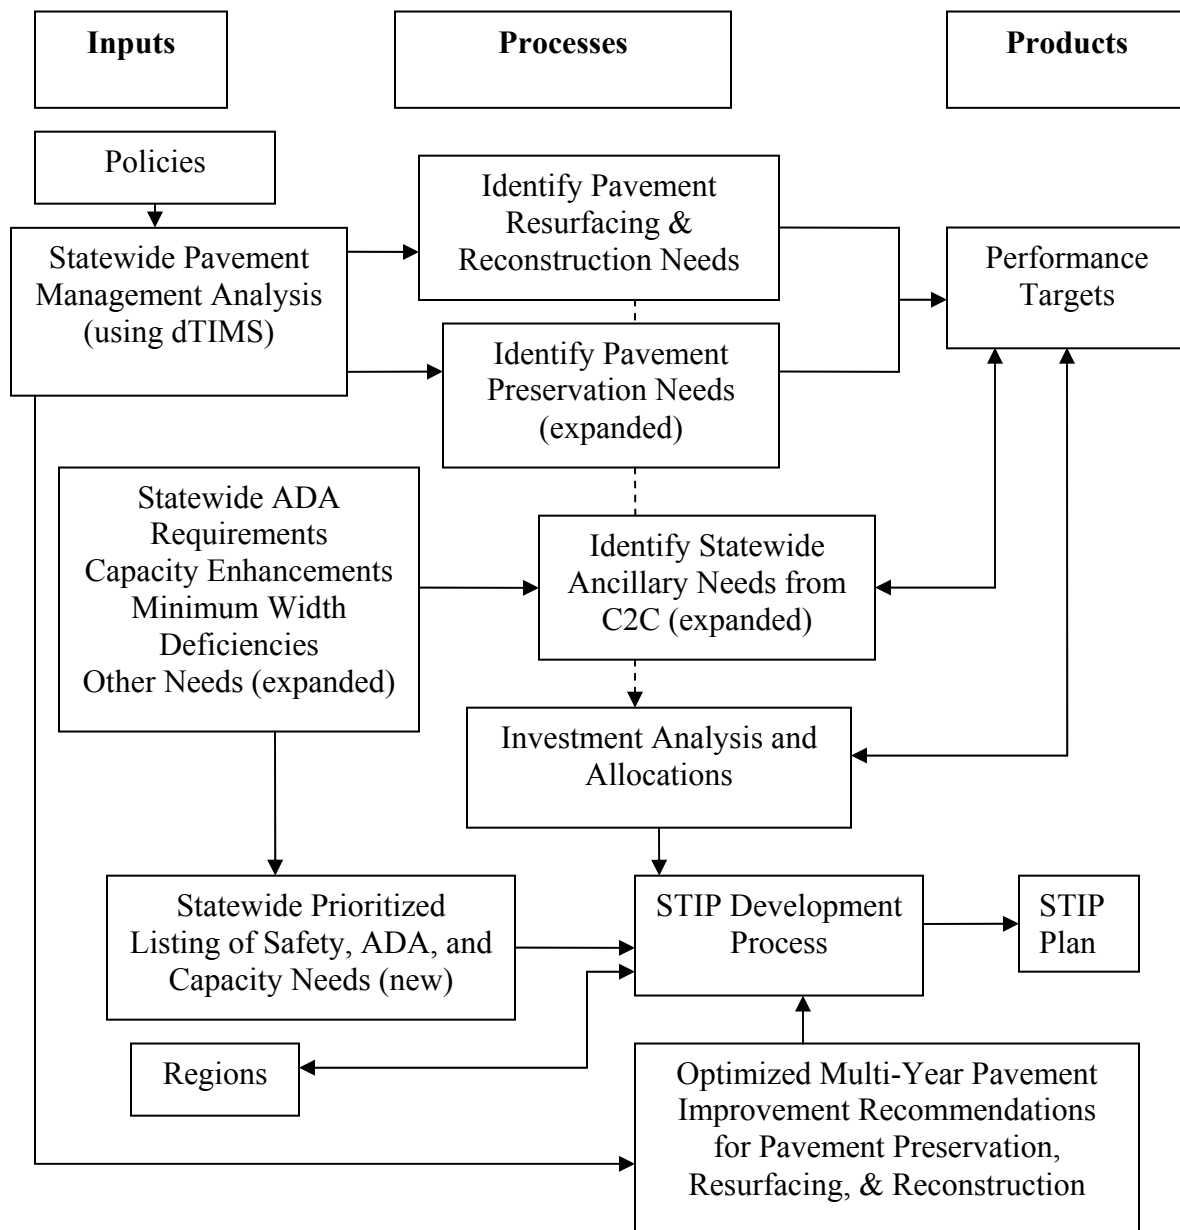 Inputs
Processes
Products
Policies
Statewide Pavement
Management Analysis
(using dTIMS)
Identify Pavement
Resurfacing &
Reconstruction Needs
Performance
Targets
Identify Pavement
Preservation Needs
(expanded)
Statewide ADA
Requirements
Capacity Enhancements
Minimum Width
Deficiencies
Other Needs (expanded)
Identify Statewide
Ancillary Needs from
C2C (expanded)
Investment Analysis and
Allocations
Statewide Prioritized
Listing of Safety, ADA, and
Capacity Needs (new)
STIP Development
Process
STIP
Plan
Regions
Optimized Multi-Year Pavement
Improvement Recommendations
for Pavement Preservation,
Resurfacing, & Reconstruction